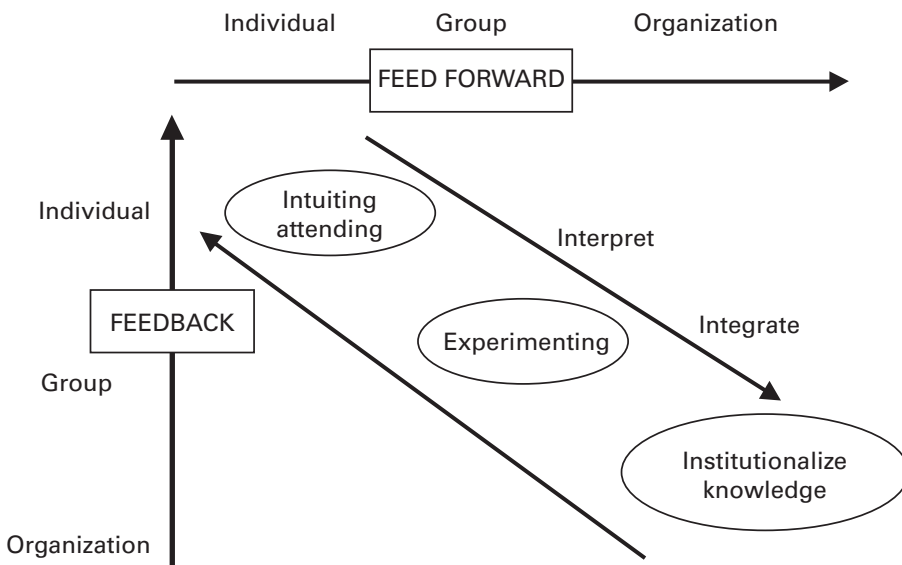 Individual Group Organization
FEED FORWARD
Intuiting
attending
Individual
Interpret
FEEDBACK
Integrate
Experimenting
Group
Institutionalize
knowledge
Organization